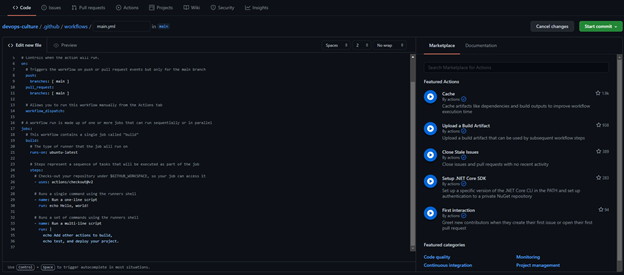 Code Issues Pull requests Actions Projects Wiki Security Insights
devops-culture / .github / workflows / main.yml in main Cancel changes Start commit
Edit new file Preview Spaces 2 No wrap
# Controls when the action will run.
on:
# Triggers the workflow on push or pull request events but only for the main branch
push:
branches: [ main ]
pull_request:
branches: [ main ]
# Allows you to run this workflow manually from the Actions tab
workflow_dispatch:
# A workflow run is made up of one or more jobs that can run sequentially or in parallel
jobs:
# This workflow contains a single job called "build"
build:
# The type of runner that the job will run on
runs-on: ubuntu-latest
# Steps represent a sequence of tasks that will be executed as part of the job
steps:
# Checks-out your repository under $GITHUB_WORKSPACE, so your job can access it
- uses: actions/checkout@v2
# Runs a single command using the runners shell
- name: Run a one-line script
run: echo Hello, world!
# Runs a set of commands using the runners shell
- name: Run a multi-line script
run: |
echo Add other actions to build,
echo test, and deploy your project.
Use Control + Space to trigger autocomplete in most situations.
Marketplace Documentation
Search Marketplace for Actions
Featured Actions
Cache
By actions
Cache artifacts like dependencies and build outputs to improve workflow execution time
Upload a Build Artifact
By actions
Upload a build artifact that can be used by subsequent workflow steps
Close Stale Issues
By actions
Close issues and pull requests with no recent activity
Setup .NET Core SDK
By actions
Set up a specific version of the .NET Core CLI in the PATH and set up
authentication to a private NuGet repository
First interaction
By actions
Greet new contributors when they create their first issue or open their first
pull request
Featured categories
Code quality Monitoring
Continuous integration Project management